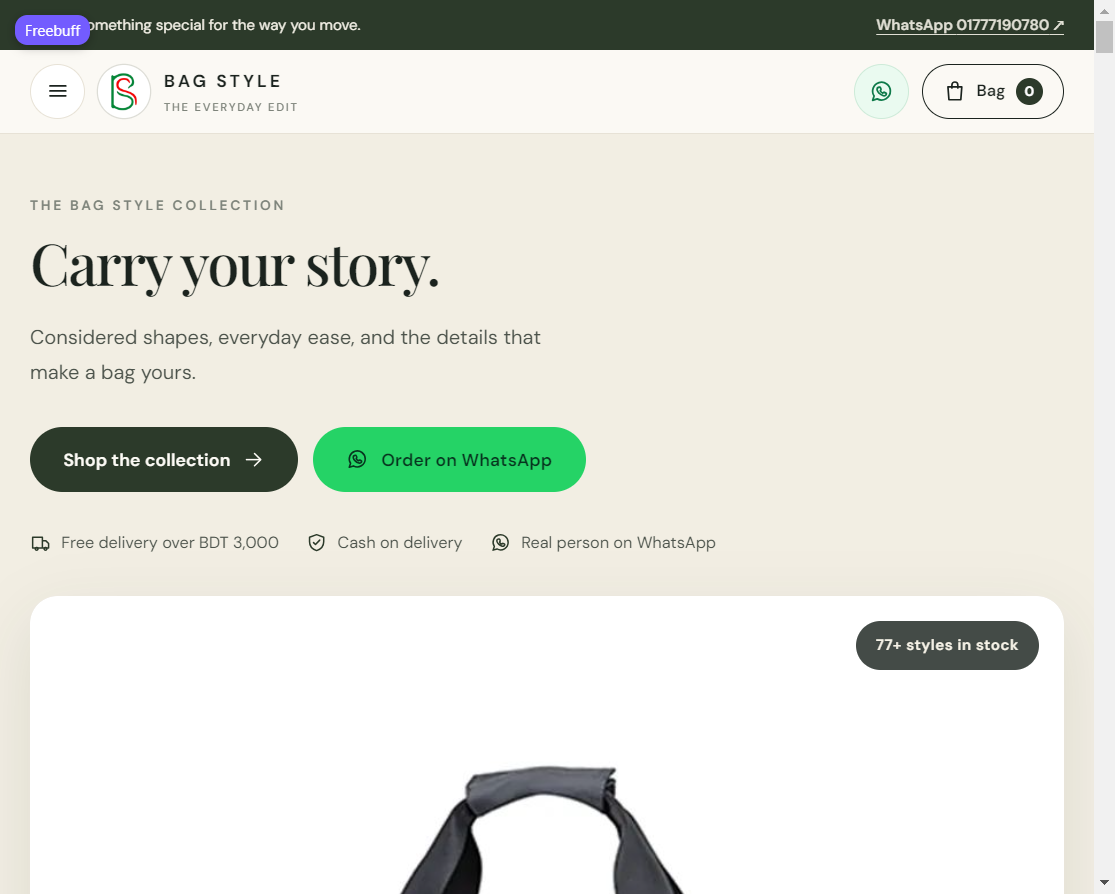 Freebuff
omething special for the way you move.
WhatsApp 01777190780 ↗
BAG STYLE
THE EVERYDAY EDIT
Bag 0
THE BAG STYLE COLLECTION
Carry your story.
Considered shapes, everyday ease, and the details that
make a bag yours.
Shop the collection →
Order on WhatsApp
Free delivery over BDT 3,000
Cash on delivery
Real person on WhatsApp
77+ styles in stock